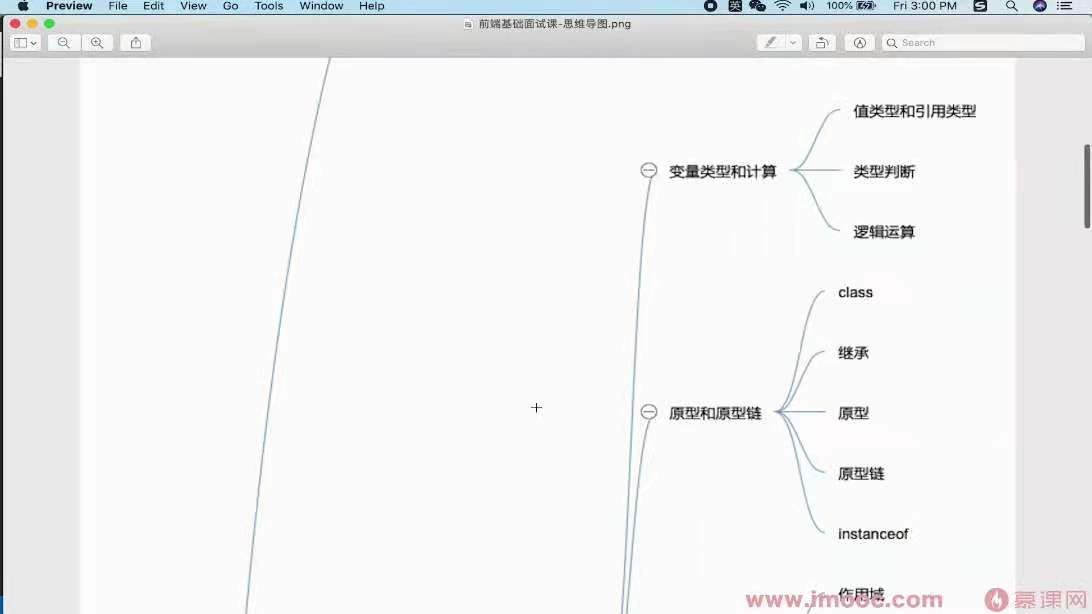 Preview File Edit View Go Tools Window Help 英 100% Fri 3:00 PM
前端基础面试课-思维导图.png
Search
值类型和引用类型
变量类型和计算
类型判断
逻辑运算
class
继承
原型和原型链
原型
原型链
instanceof
作用域
www.imooc.com 慕课网